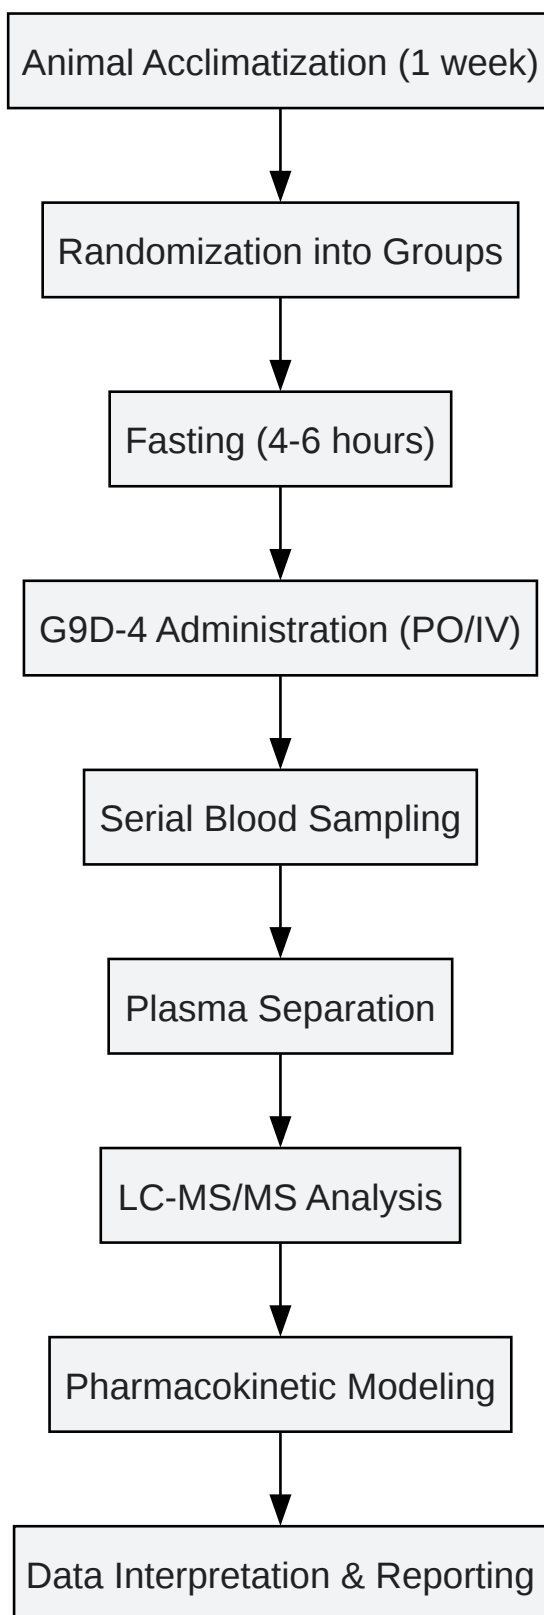 Animal Acclimatization (1 week)
Randomization into Groups
Fasting (4-6 hours)
G9D-4 Administration (PO/IV)
Serial Blood Sampling
Plasma Separation
LC-MS/MS Analysis
Pharmacokinetic Modeling
Data Interpretation & Reporting